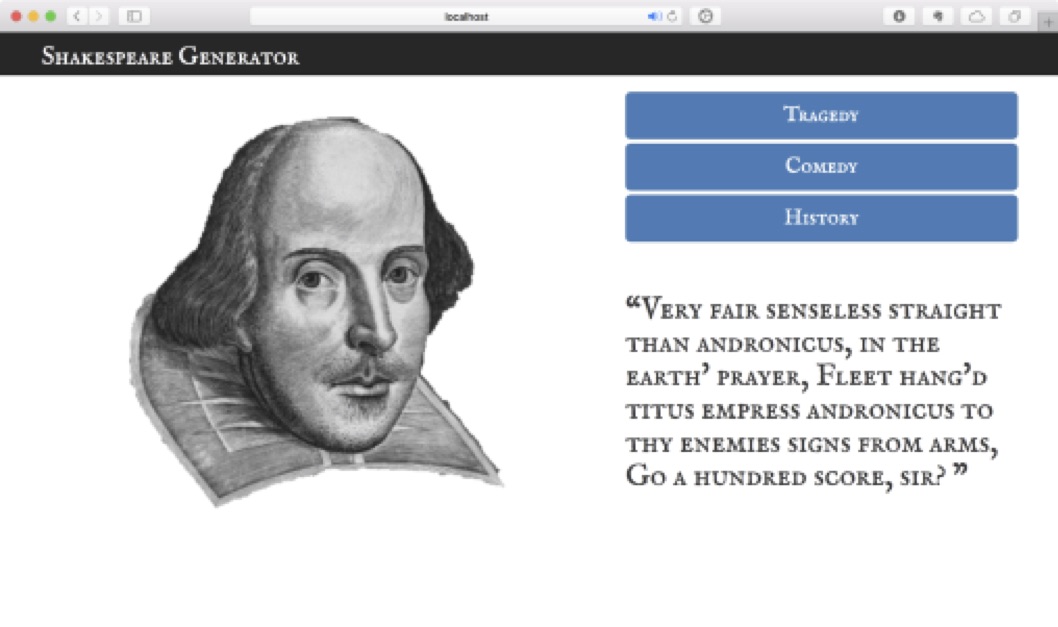 localhost
Shakespeare Generator
Tragedy
Comedy
History
“Very fair senseless straight
than andronicus, in the
earth’ prayer, Fleet hang’d
titus empress andronicus to
thy enemies signs from arms,
Go a hundred score, sir? ”